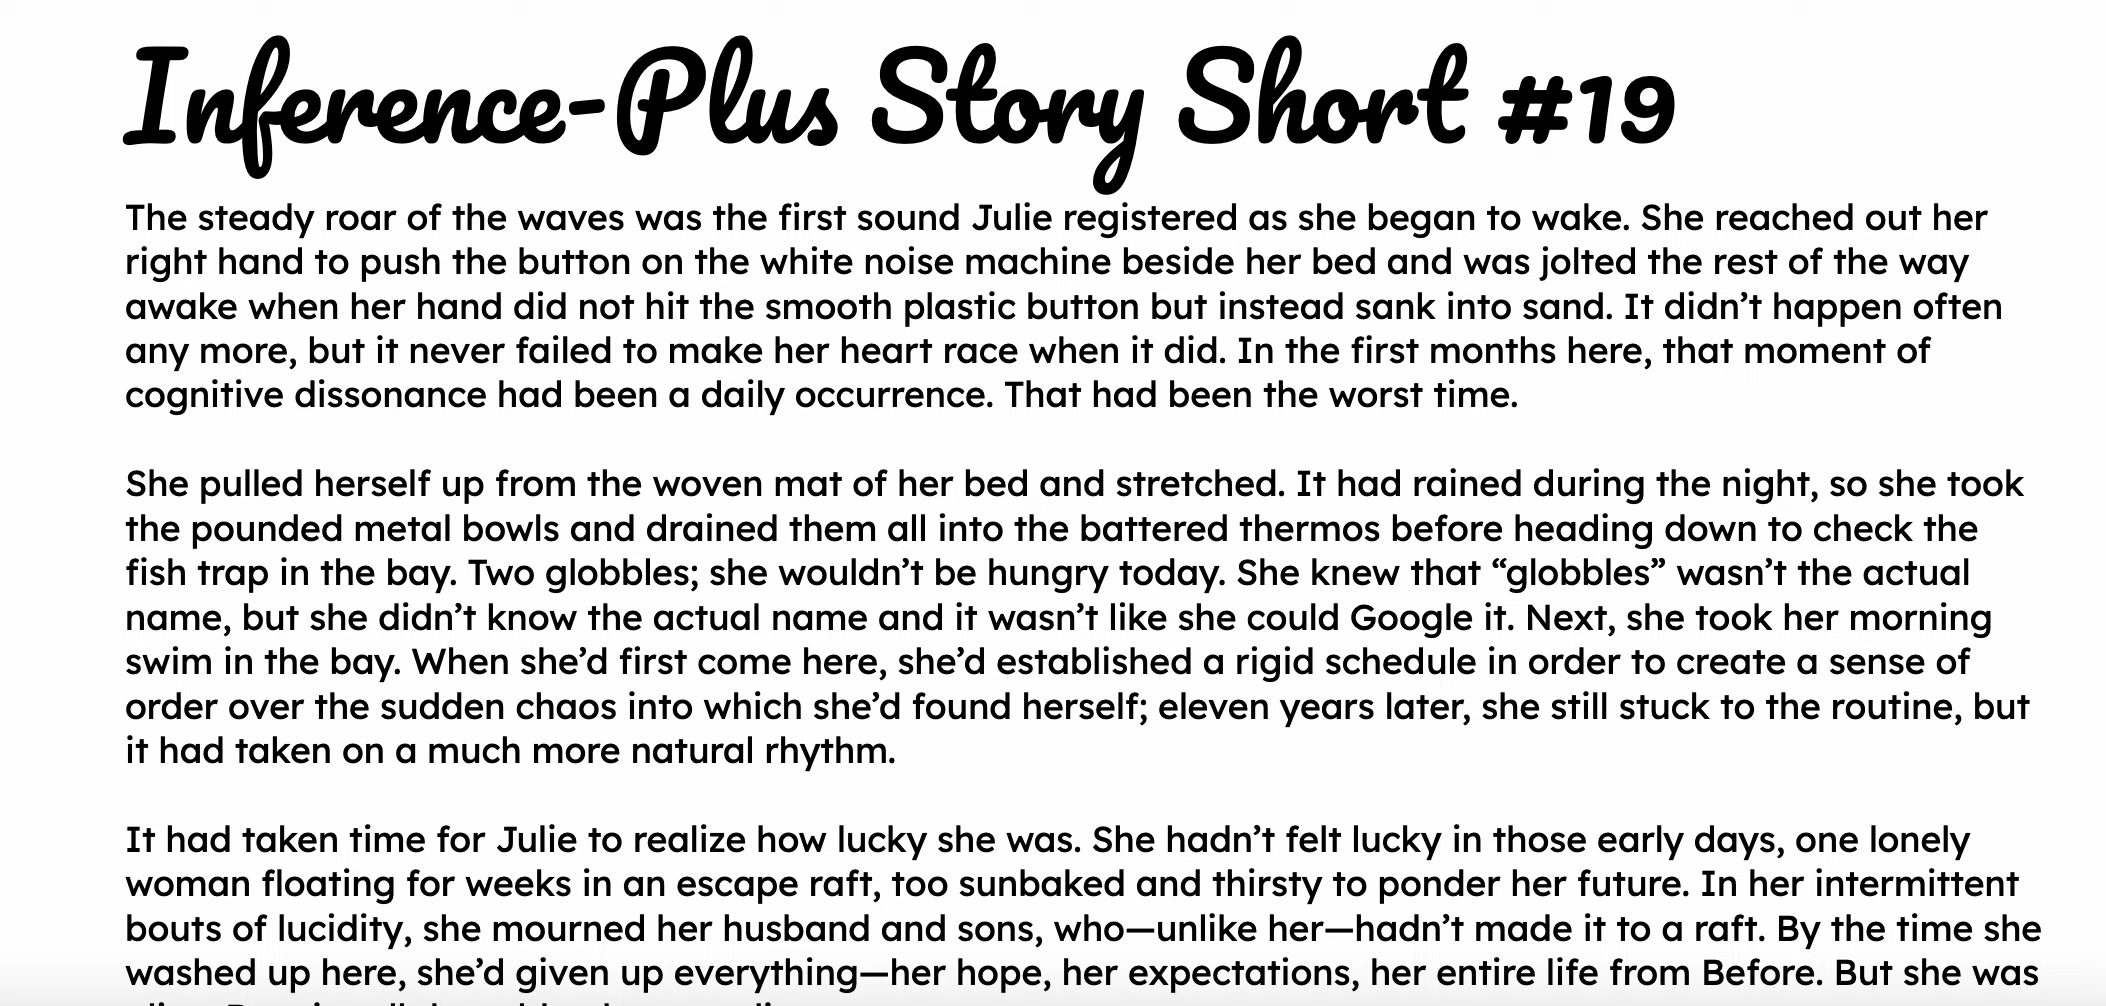 Inference-Plus Story Short #19
The steady roar of the waves was the first sound Julie registered as she began to wake. She reached out her
right hand to push the button on the white noise machine beside her bed and was jolted the rest of the way
awake when her hand did not hit the smooth plastic button but instead sank into sand. It didn’t happen often
any more, but it never failed to make her heart race when it did. In the first months here, that moment of
cognitive dissonance had been a daily occurrence. That had been the worst time.
She pulled herself up from the woven mat of her bed and stretched. It had rained during the night, so she took
the pounded metal bowls and drained them all into the battered thermos before heading down to check the
fish trap in the bay. Two globbles; she wouldn’t be hungry today. She knew that “globbles” wasn’t the actual
name, but she didn’t know the actual name and it wasn’t like she could Google it. Next, she took her morning
swim in the bay. When she’d first come here, she’d established a rigid schedule in order to create a sense of
order over the sudden chaos into which she’d found herself; eleven years later, she still stuck to the routine, but
it had taken on a much more natural rhythm.
It had taken time for Julie to realize how lucky she was. She hadn’t felt lucky in those early days, one lonely
woman floating for weeks in an escape raft, too sunbaked and thirsty to ponder her future. In her intermittent
bouts of lucidity, she mourned her husband and sons, who—unlike her—hadn’t made it to a raft. By the time she
washed up here, she’d given up everything—her hope, her expectations, her entire life from Before. But she was